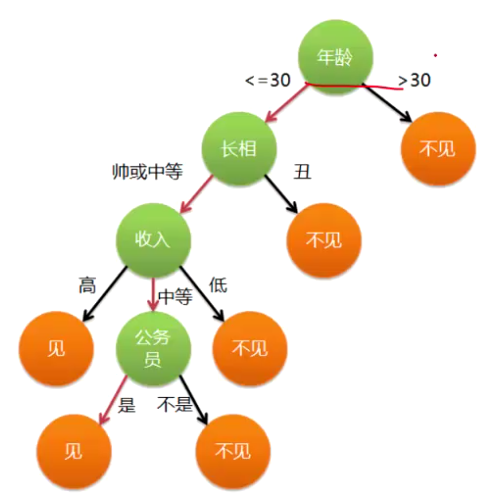 年龄
<=30
>30
长相
不见
帅或中等
丑
收入
不见
高
中等
低
见
公务
员
不见
是
不是
见
不见